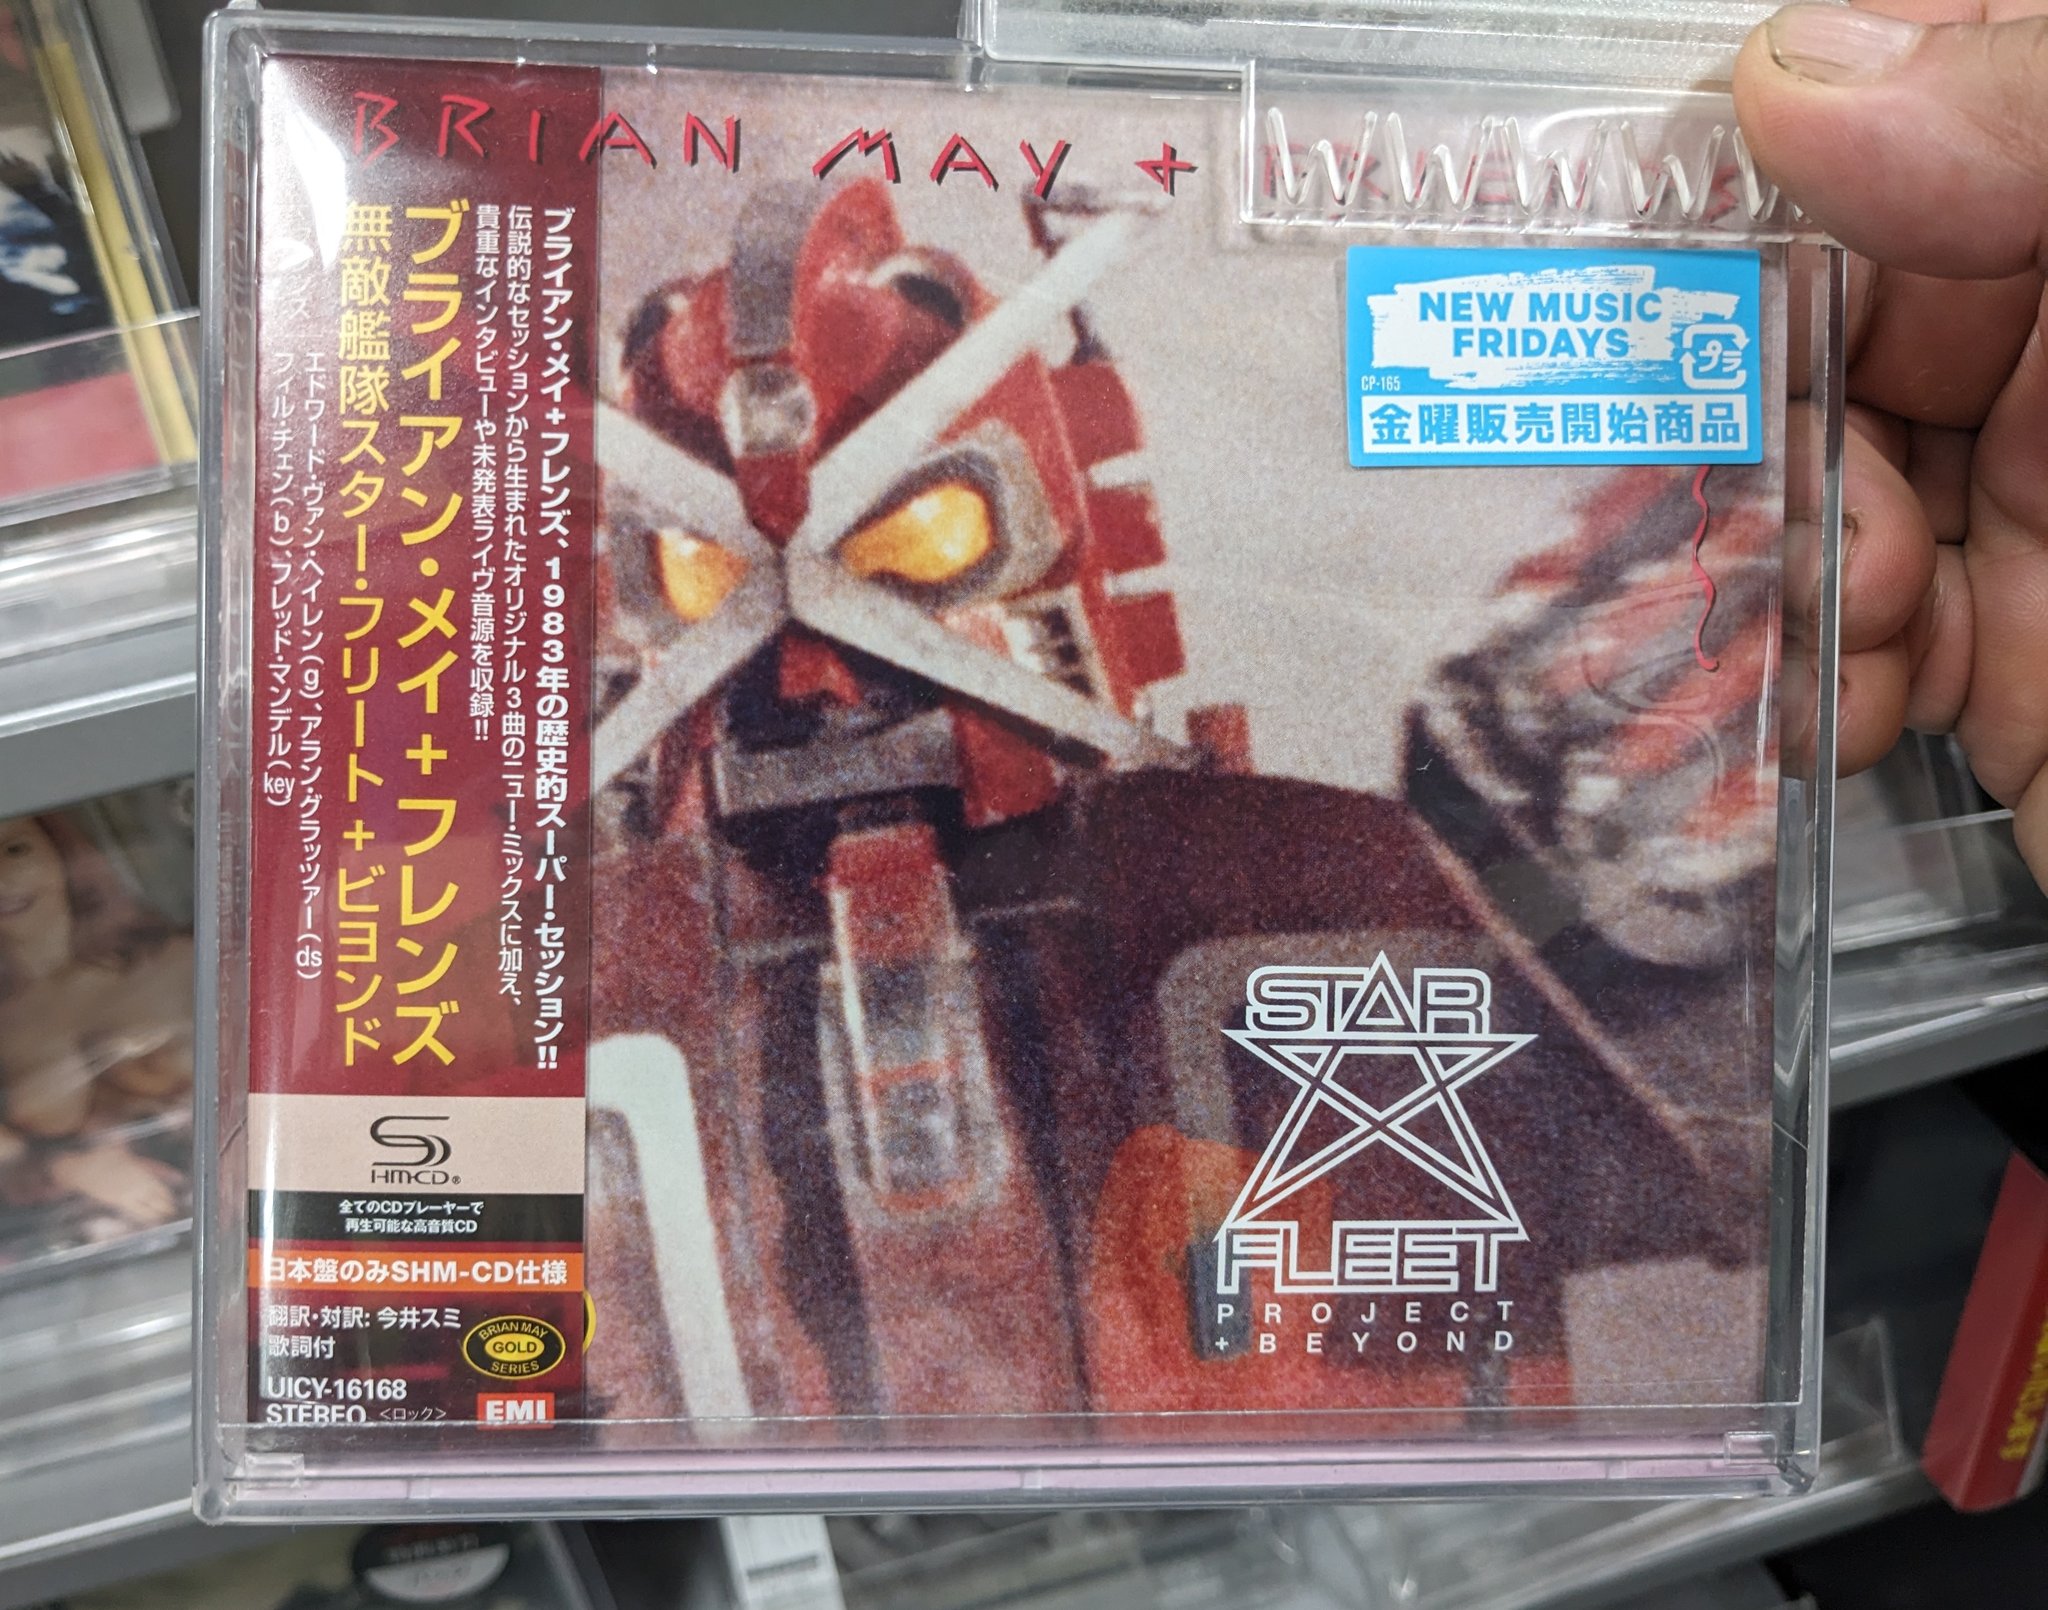 BRIAN MAY +
ブライアン・メイ+フレンズ、1983年の歴史的スーパー・セッション!!
伝説的なセッションから生まれたオリジナル3曲のニュー・ミックスに加え、
貴重なインタビューや未発表ライヴ音源を収録!!
ブライアン・メイ+フレンズ
無敵艦隊スター・フリート+ビヨンド
エドワード・ヴァン・ヘイレン(g)、アラン・グラッツァー(ds)
フィル・チェン(b)、フレッド・マンデル(key)
HM-CD®
全てのCDプレーヤーで
再生可能な高音質CD
日本盤のみSHM-CD仕様
翻訳・対訳: 今井スミ
歌詞付
BRIAN MAY
GOLD
SERIES
UICY-16168
STEREO <ロック>
EMI
NEW MUSIC
FRIDAYS
プラ
CP-165
金曜販売開始商品
STAR
FLEET
PROJECT
+BEYOND